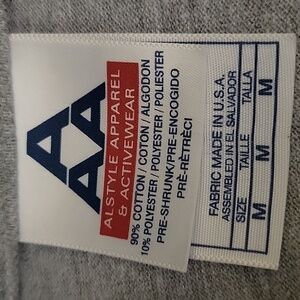 AAA
ALSTYLE APPAREL
& ACTIVEWEAR
90% COTTON / COTON / ALGODON
10% POLYESTER / POLYESTER / POLIESTER
PRE-SHRUNK/PRE-ENCOGIDO
PRÉ-RÉTRÉCI
FABRIC MADE IN U.S.A.
ASSEMBLED IN EL SALVADOR
SIZE TAILLE TALLA
M M M